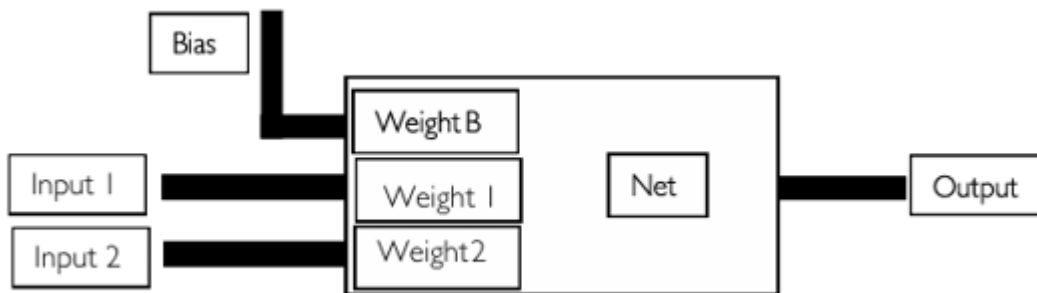 Bias
Weight B
Input 1
Weight 1
Net
Output
Input 2
Weight2